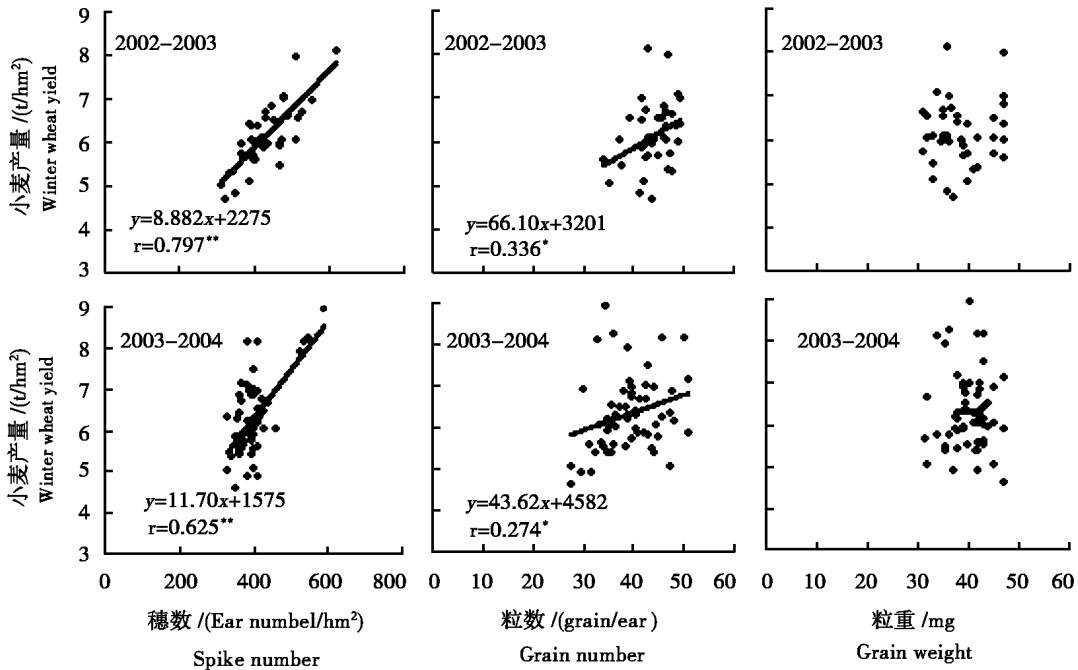 9
8
7
6
5
4
3
小麦产量 /(t/hm²)
Winter wheat yield
2002–2003
y=8.882x+2275
r=0.797**
2002–2003
y=66.10x+3201
r=0.336*
2002–2003
9
8
7
6
5
4
3
小麦产量 /(t/hm²)
Winter wheat yield
2003–2004
y=11.70x+1575
r=0.625**
2003–2004
y=43.62x+4582
r=0.274*
2003–2004
0 200 400 600 800
0 10 20 30 40 50 60
0 10 20 30 40 50 60
穗数 /(Ear numbel/hm²)
Spike number
粒数 /(grain/ear)
Grain number
粒重 /mg
Grain weight